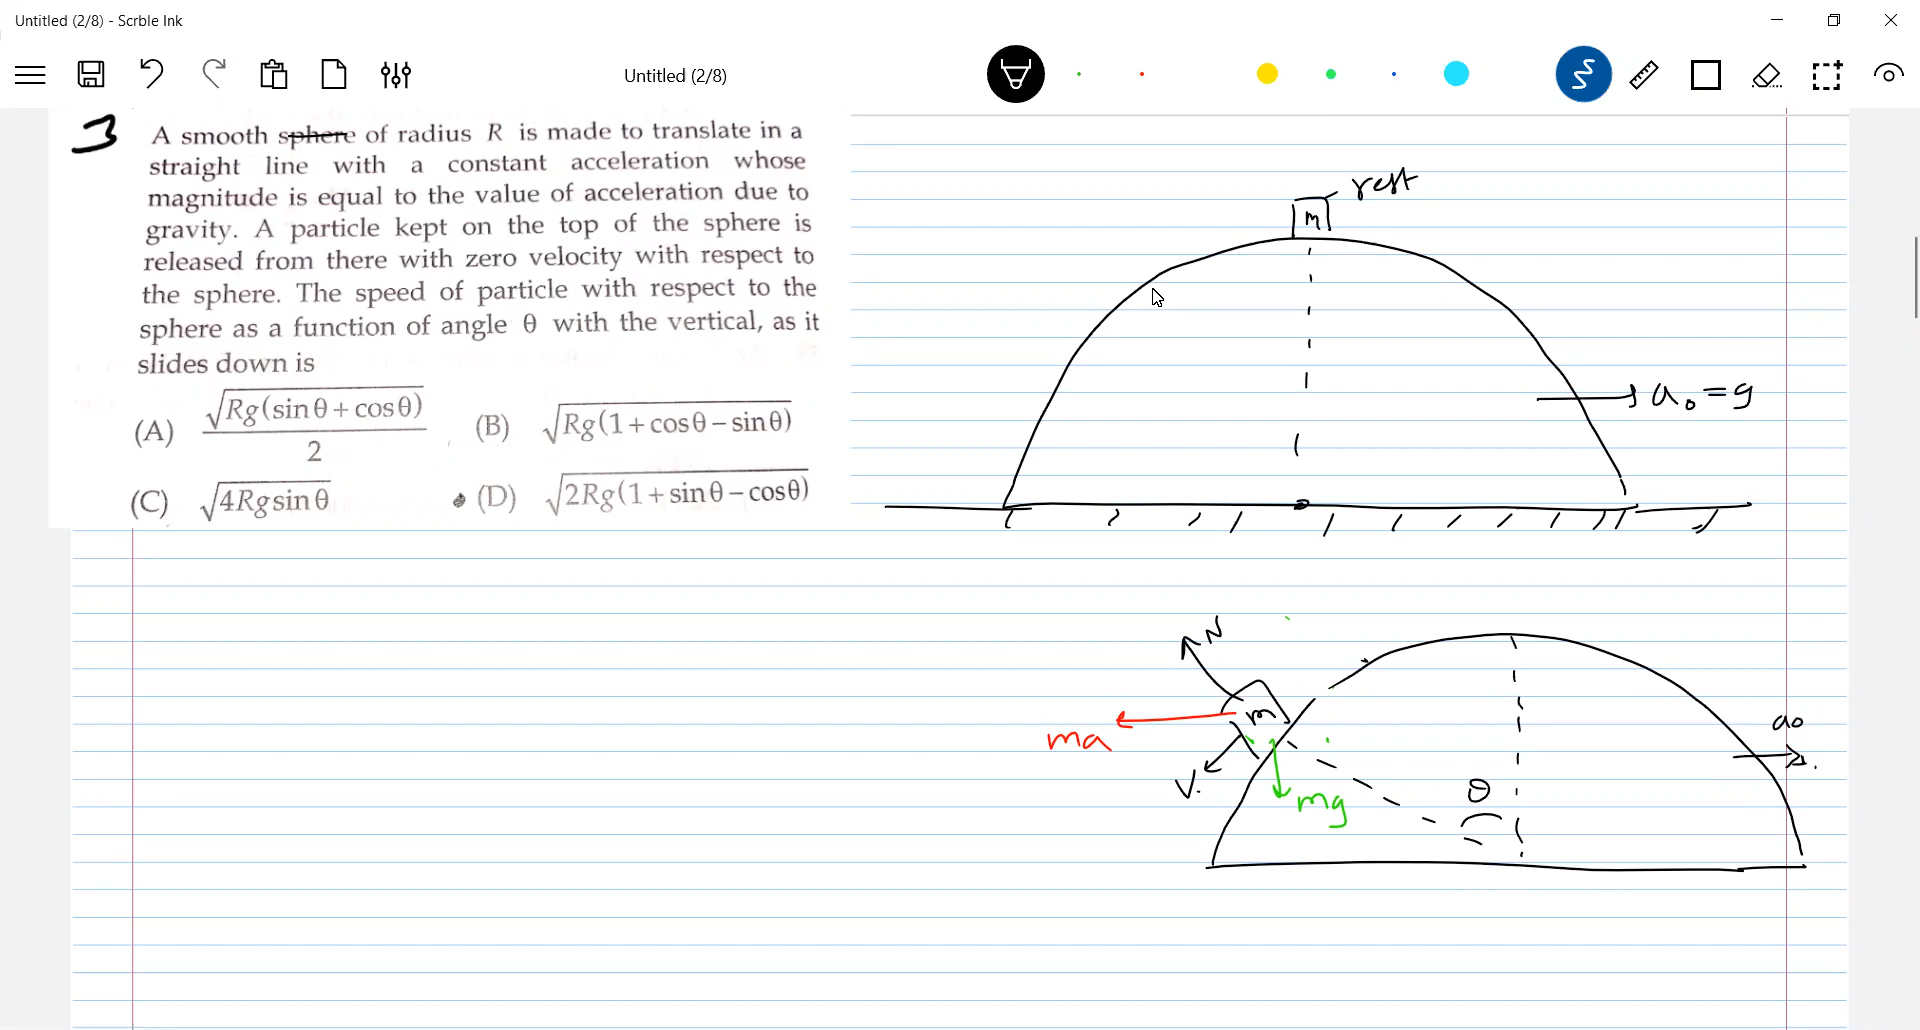 Untitled (2/8) - Scrble Ink
Untitled (2/8)
3
A smooth sphere of radius R is made to translate in a
straight line with a constant acceleration whose
magnitude is equal to the value of acceleration due to
gravity. A particle kept on the top of the sphere is
released from there with zero velocity with respect to
the sphere. The speed of particle with respect to the
sphere as a function of angle θ with the vertical, as it
slides down is
(A) √Rg(sinθ + cosθ) / 2 (B) √Rg(1 + cosθ − sinθ)
(C) √4Rg sinθ (D) √2Rg(1 + sinθ − cosθ)
rest
m
a₀ = g
N
m
ma
V.
mg
θ
a₀